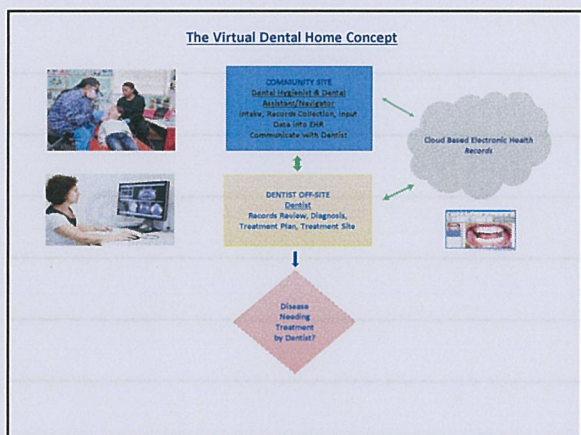 The Virtual Dental Home Concept
COMMUNITY SITE
Dental Hygienist & Dental
Assistant/Navigator
Intake, Records Collection, Input
Data into EHR
Communicate with Dentist
Cloud Based Electronic Health
Records
DENTIST OFF-SITE
Dentist
Records Review, Diagnosis,
Treatment Plan, Treatment Site
Disease
Needing
Treatment
by Dentist?